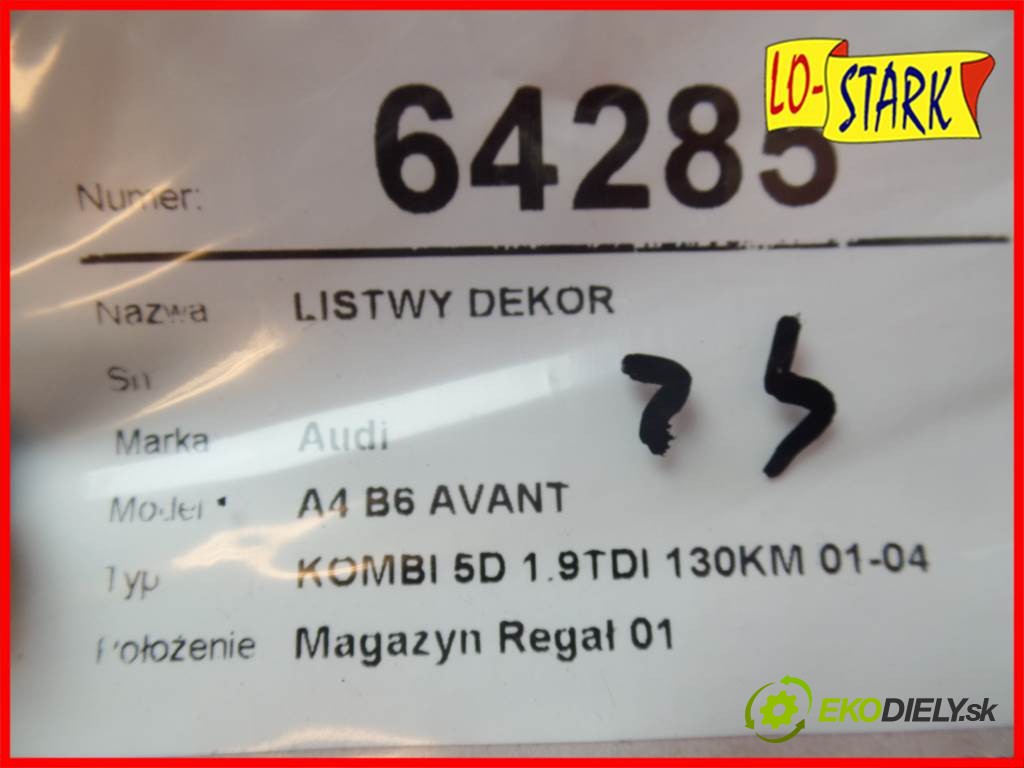 LO-STARK
Numer: 64285
Nazwa LISTWY DEKOR
Sn
Marka Audi
Model A4 B6 AVANT
Typ KOMBI 5D 1.9TDI 130KM 01-04
Położenie Magazyn Regał 01
EKODIELY.sk